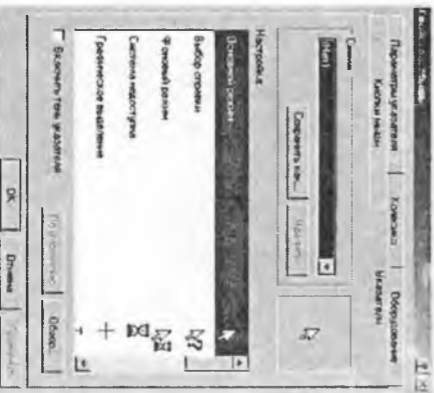 Параметры указателя
Колесико
Оборудование
Кнопки мыши
Указатели
Схема
(Нет)
Сохранить как...
Удалить
Настройка
Основной режим
Выбор справки
Фоновый режим
Система недоступна
Графическое выделение
Включить тень указателя
По умолчанию
Обзор...
ОК
Отмена
Применить